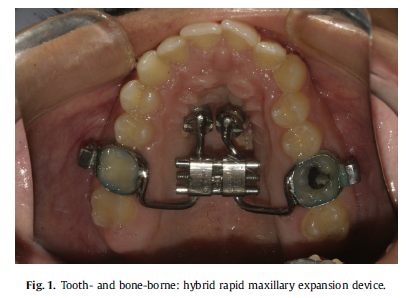 Fig. 1. Tooth- and bone-borne: hybrid rapid maxillary expansion device.